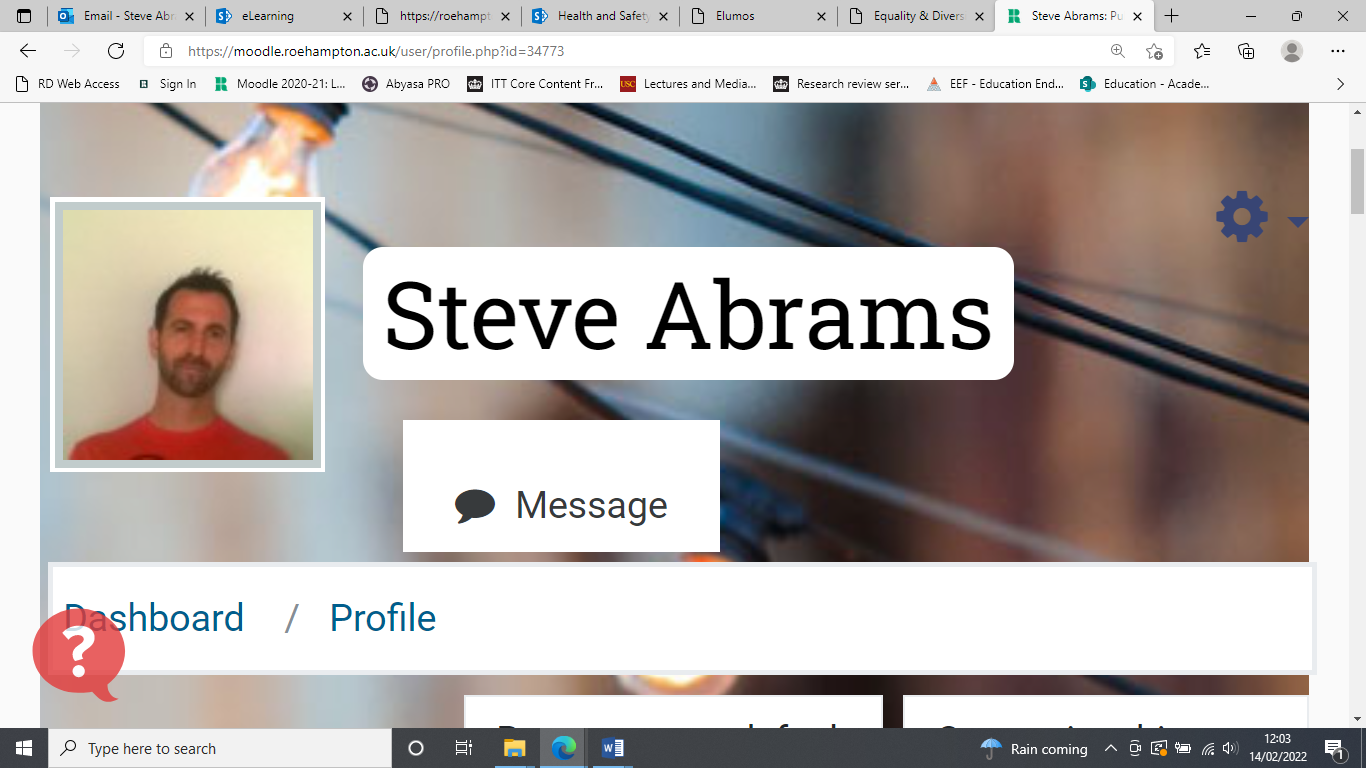 Email - Steve Abr
eLearning
https://roehampt
Health and Safety
Elumos
Equality & Divers
Steve Abrams: Pu
https://moodle.roehampton.ac.uk/user/profile.php?id=34773
RD Web Access
Sign In
Moodle 2020-21: L...
Abyasa PRO
ITT Core Content Fr...
USC
Lectures and Media...
Research review ser...
EEF - Education End...
Education - Acade...
Steve Abrams
Message
Dashboard / Profile
?
Type here to search
Rain coming
12:03
14/02/2022
1